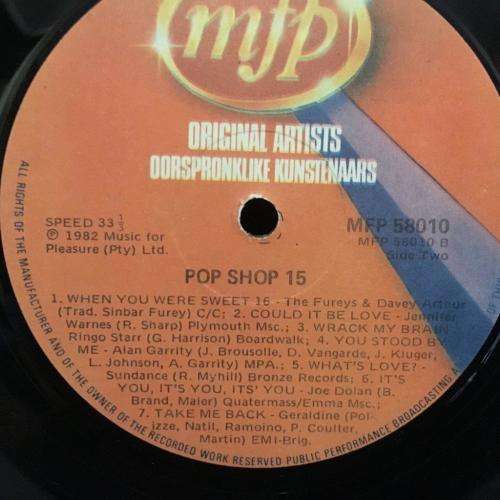 mfp
ORIGINAL ARTISTS
OORSPRONKLIKE KUNSTENAARS
SPEED 33 1/3
℗ 1982 Music for
Pleasure (Pty) Ltd.
MFP 58010
MFP 58010 B
Side Two
POP SHOP 15
1. WHEN YOU WERE SWEET 16 - The Fureys & Davey Arthur
(Trad. Sinbar Furey) C/C; 2. COULD IT BE LOVE - Jennifer
Warnes (R. Sharp) Plymouth Msc.; 3. WRACK MY BRAIN
Ringo Starr (G. Harrison) Boardwalk; 4. YOU STOOD BY
ME - Alan Garrity (J. Brousolle, D. Vangarde, J. Kluger,
L. Johnson, A. Garrity) MPA.; 5. WHAT'S LOVE? -
Sundance (R. Myhill) Bronze Records; 6. IT'S
YOU, IT'S YOU, ITS' YOU - Joe Dolan (B.
Brand, Maier) Quatermass/Emma Msc.;
7. TAKE ME BACK - Geraldine (Pol-
izze, Natil, Ramoino, P. Coulter,
Martin) EMI-Brig.
ALL RIGHTS OF THE MANUFACTURER AND OF THE OWNER OF THE RECORDED WORK RESERVED PUBLIC PERFORMANCE BROADCASTING